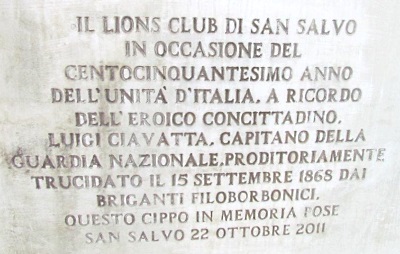 IL LIONS CLUB DI SAN SALVO
IN OCCASIONE DEL
CENTOCINQUANTESIMO ANNO
DELL'UNITA' D'ITALIA, A RICORDO
DELL'EROICO CONCITTADINO,
LUIGI CIAVATTA, CAPITANO DELLA
GUARDIA NAZIONALE, PRODITORIAMENTE
TRUCIDATO IL 15 SETTEMBRE 1868 DAI
BRIGANTI FILOBORBONICI,
QUESTO CIPPO IN MEMORIA POSE
SAN SALVO 22 OTTOBRE 2011